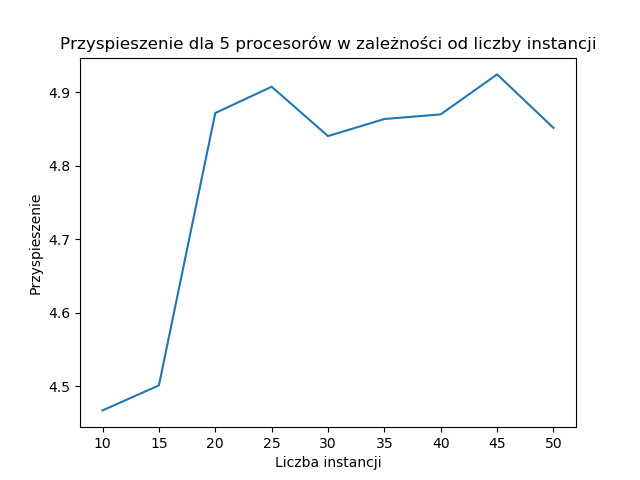 Przyspieszenie dla 5 procesorów w zależności od liczby instancji
4.9
4.8
4.7
4.6
4.5
Przyspieszenie
10 15 20 25 30 35 40 45 50
Liczba instancji